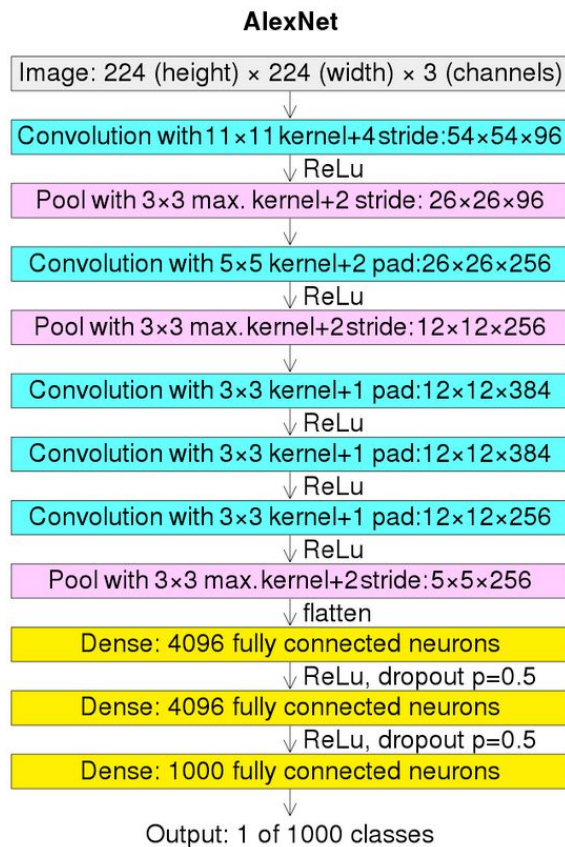 AlexNet
Image: 224 (height) × 224 (width) × 3 (channels)
Convolution with 11×11 kernel+4 stride:54×54×96
ReLu
Pool with 3×3 max. kernel+2 stride: 26×26×96
Convolution with 5×5 kernel+2 pad:26×26×256
ReLu
Pool with 3×3 max.kernel+2stride:12×12×256
Convolution with 3×3 kernel+1 pad:12×12×384
ReLu
Convolution with 3×3 kernel+1 pad:12×12×384
ReLu
Convolution with 3×3 kernel+1 pad:12×12×256
ReLu
Pool with 3×3 max.kernel+2stride:5×5×256
flatten
Dense: 4096 fully connected neurons
ReLu, dropout p=0.5
Dense: 4096 fully connected neurons
ReLu, dropout p=0.5
Dense: 1000 fully connected neurons
Output: 1 of 1000 classes